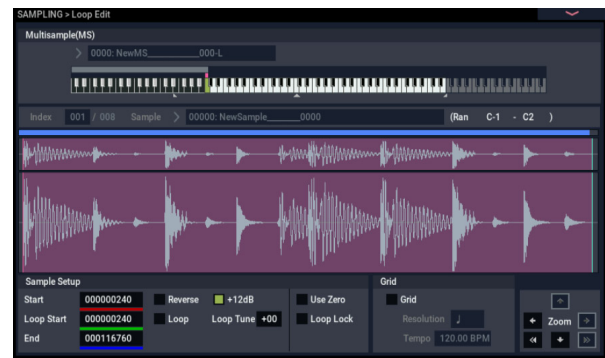 SAMPLING > Loop Edit
Multisample(MS)
0000: NewMS__________000-L
Index 001 / 008 Sample 00000: NewSample______0000 (Ran C-1 - C2 )
Sample Setup Grid
Start 000000240 Reverse +12dB Use Zero Grid
Loop Start 000000240 Loop Loop Tune +00 Loop Lock Resolution Zoom
End 000116760 Tempo 120.00 BPM